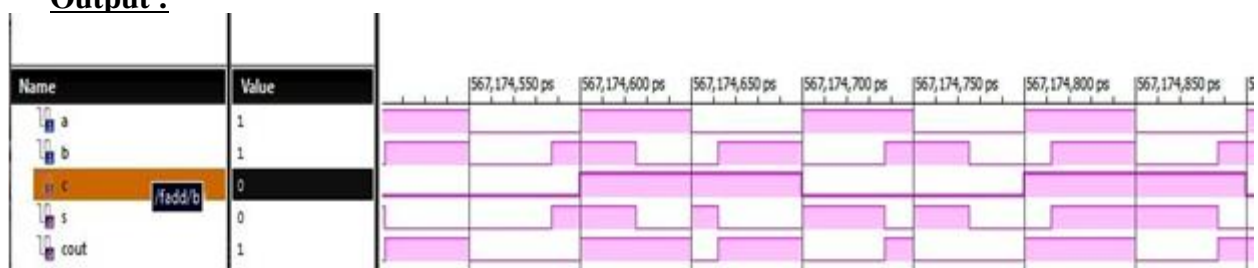 Output :
Name Value 567,174,550 ps 567,174,600 ps 567,174,650 ps 567,174,700 ps 567,174,750 ps 567,174,800 ps 567,174,850 ps
a 1
b 1
c 0
/fadd/b
s 0
cout 1